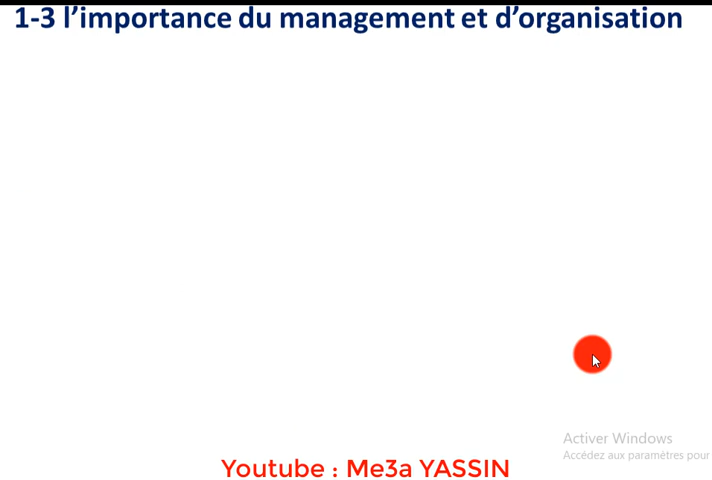 1-3 l’importance du management et d’organisation
Activer Windows
Accédez aux paramètres pour
Youtube : Me3a YASSIN